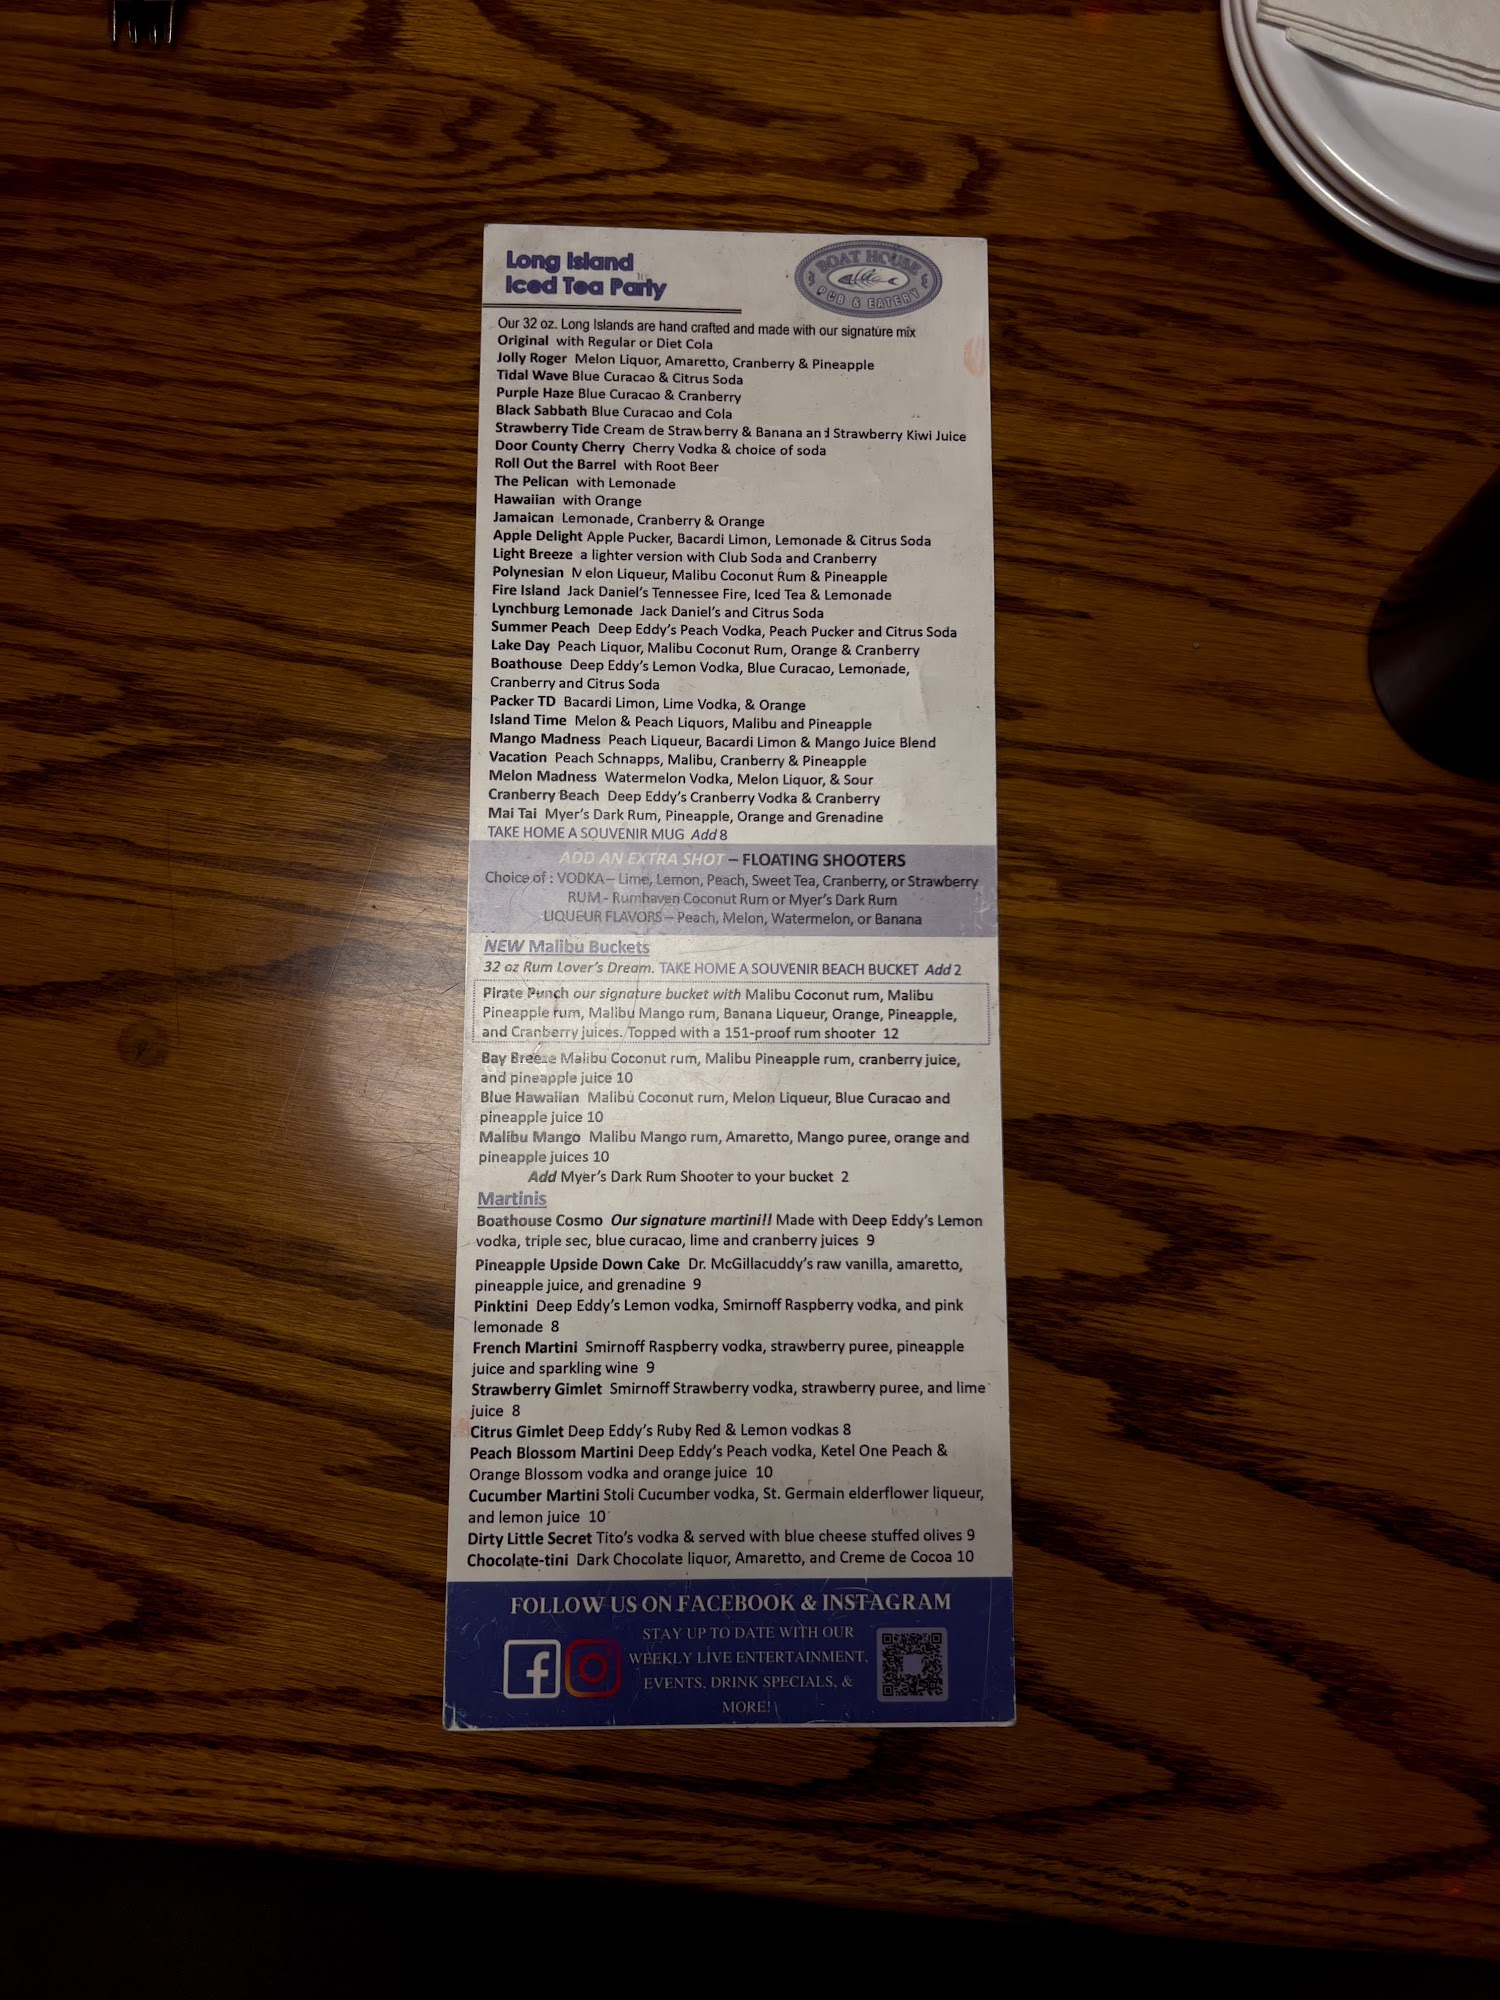 Long Island
Iced Tea Party
BOAT HOUSE
PUB & EATERY
Our 32 oz. Long Islands are hand crafted and made with our signature mix
Original with Regular or Diet Cola
Jolly Roger Melon Liquor, Amaretto, Cranberry & Pineapple
Tidal Wave Blue Curacao & Citrus Soda
Purple Haze Blue Curacao & Cranberry
Black Sabbath Blue Curacao and Cola
Strawberry Tide Cream de Strawberry & Banana and Strawberry Kiwi Juice
Door County Cherry Cherry Vodka & choice of soda
Roll Out the Barrel with Root Beer
The Pelican with Lemonade
Hawaiian with Orange
Jamaican Lemonade, Cranberry & Orange
Apple Delight Apple Pucker, Bacardi Limon, Lemonade & Citrus Soda
Light Breeze a lighter version with Club Soda and Cranberry
Polynesian Melon Liqueur, Malibu Coconut Rum & Pineapple
Fire Island Jack Daniel's Tennessee Fire, Iced Tea & Lemonade
Lynchburg Lemonade Jack Daniel's and Citrus Soda
Summer Peach Deep Eddy's Peach Vodka, Peach Pucker and Citrus Soda
Lake Day Peach Liquor, Malibu Coconut Rum, Orange & Cranberry
Boathouse Deep Eddy's Lemon Vodka, Blue Curacao, Lemonade,
Cranberry and Citrus Soda
Packer TD Bacardi Limon, Lime Vodka, & Orange
Island Time Melon & Peach Liquors, Malibu and Pineapple
Mango Madness Peach Liqueur, Bacardi Limon & Mango Juice Blend
Vacation Peach Schnapps, Malibu, Cranberry & Pineapple
Melon Madness Watermelon Vodka, Melon Liquor, & Sour
Cranberry Beach Deep Eddy's Cranberry Vodka & Cranberry
Mai Tai Myer's Dark Rum, Pineapple, Orange and Grenadine
TAKE HOME A SOUVENIR MUG Add 8
ADD AN EXTRA SHOT – FLOATING SHOOTERS
Choice of : VODKA – Lime, Lemon, Peach, Sweet Tea, Cranberry, or Strawberry
RUM - Rumhaven Coconut Rum or Myer's Dark Rum
LIQUEUR FLAVORS – Peach, Melon, Watermelon, or Banana
NEW Malibu Buckets
32 oz Rum Lover's Dream. TAKE HOME A SOUVENIR BEACH BUCKET Add 2
Pirate Punch our signature bucket with Malibu Coconut rum, Malibu
Pineapple rum, Malibu Mango rum, Banana Liqueur, Orange, Pineapple,
and Cranberry juices. Topped with a 151-proof rum shooter 12
Bay Breeze Malibu Coconut rum, Malibu Pineapple rum, cranberry juice,
and pineapple juice 10
Blue Hawaiian Malibu Coconut rum, Melon Liqueur, Blue Curacao and
pineapple juice 10
Malibu Mango Malibu Mango rum, Amaretto, Mango puree, orange and
pineapple juices 10
Add Myer's Dark Rum Shooter to your bucket 2
Martinis
Boathouse Cosmo Our signature martini!! Made with Deep Eddy's Lemon
vodka, triple sec, blue curacao, lime and cranberry juices 9
Pineapple Upside Down Cake Dr. McGillacuddy's raw vanilla, amaretto,
pineapple juice, and grenadine 9
Pinktini Deep Eddy's Lemon vodka, Smirnoff Raspberry vodka, and pink
lemonade 8
French Martini Smirnoff Raspberry vodka, strawberry puree, pineapple
juice and sparkling wine 9
Strawberry Gimlet Smirnoff Strawberry vodka, strawberry puree, and lime
juice 8
Citrus Gimlet Deep Eddy's Ruby Red & Lemon vodkas 8
Peach Blossom Martini Deep Eddy's Peach vodka, Ketel One Peach &
Orange Blossom vodka and orange juice 10
Cucumber Martini Stoli Cucumber vodka, St. Germain elderflower liqueur,
and lemon juice 10
Dirty Little Secret Tito's vodka & served with blue cheese stuffed olives 9
Chocolate-tini Dark Chocolate liquor, Amaretto, and Creme de Cocoa 10
FOLLOW US ON FACEBOOK & INSTAGRAM
STAY UP TO DATE WITH OUR
WEEKLY LIVE ENTERTAINMENT,
EVENTS, DRINK SPECIALS, &
MORE!